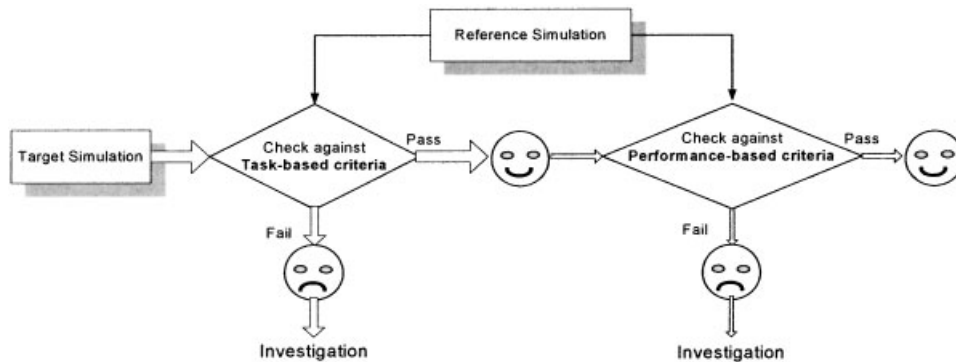 Reference Simulation
Target Simulation
Check against
Task-based criteria
Pass
Check against
Performance-based criteria
Pass
Fail
Fail
Investigation
Investigation